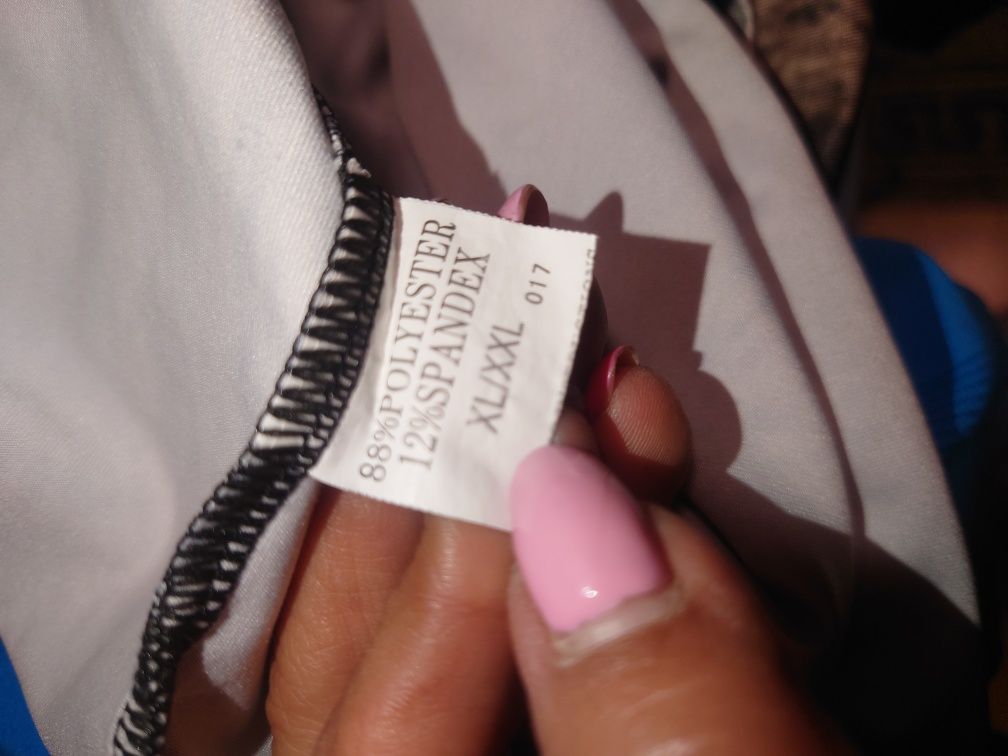 88%POLYESTER
12%SPANDEX
XL/XXL
017